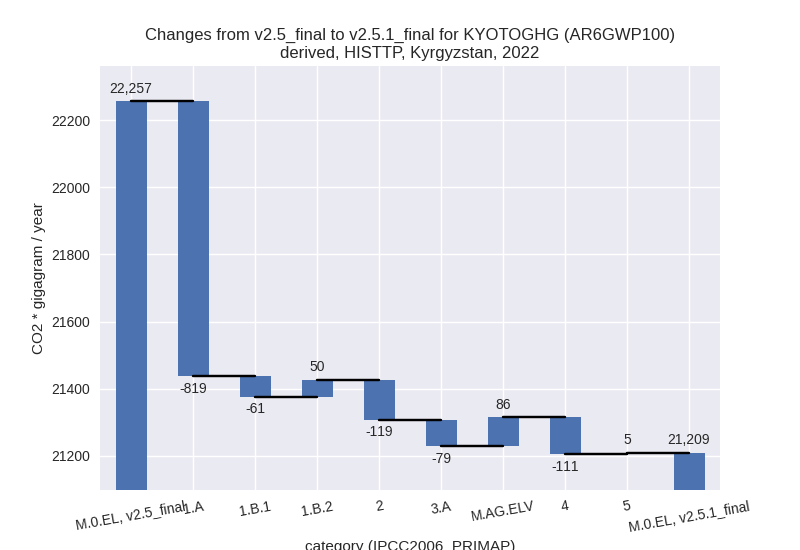 Changes from v2.5_final to v2.5.1_final for KYOTOGHG (AR6GWP100)
derived, HISTTP, Kyrgyzstan, 2022
22,257
22200
22000
21800
21600
21400
21200
CO2 * gigagram / year
-819
-61
50
-119
-79
86
-111
5
21,209
M.0.EL, v2.5_final
1.A
1.B.1
1.B.2
2
3.A
M.AG.ELV
4
5
M.0.EL, v2.5.1_final
category (IPCC2006_PRIMAP)